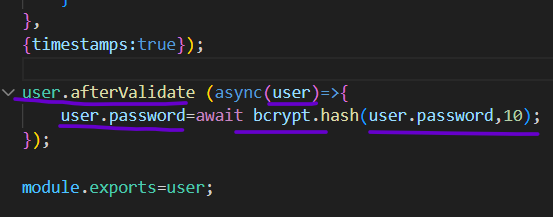 }
},
{timestamps:true});
user.afterValidate (async(user)=>{
user.password=await bcrypt.hash(user.password,10);
});
module.exports=user;